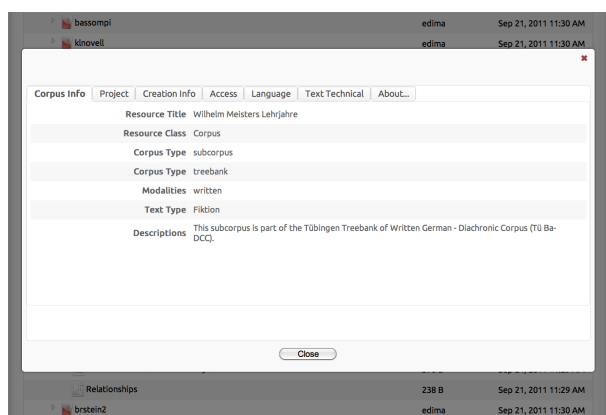 bassompi edima Sep 21, 2011 11:30 AM
klnovell edima Sep 21, 2011 11:30 AM
Corpus Info Project Creation Info Access Language Text Technical About...
Resource Title Wilhelm Meisters Lehrjahre
Resource Class Corpus
Corpus Type subcorpus
Corpus Type treebank
Modalities written
Text Type Fiktion
Descriptions This subcorpus is part of the Tübingen Treebank of Written German - Diachronic Corpus (Tü Ba-
DCC).
Close
Relationships 238 B Sep 21, 2011 11:29 AM
brstein2 edima Sep 21, 2011 11:30 AM